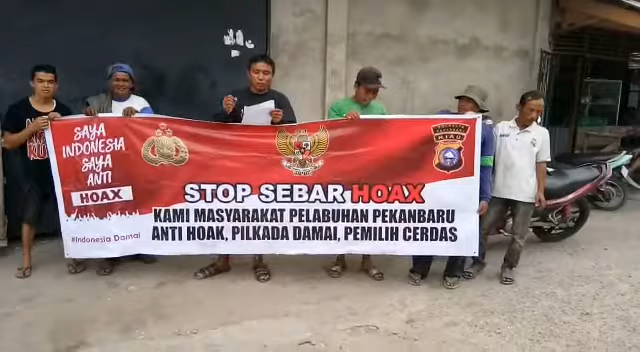 SAYA
INDONESIA
SAYA
ANTI
HOAX
#Indonesia Damai
RIAU
STOP SEBAR HOAX
KAMI MASYARAKAT PELABUHAN PEKANBARU
ANTI HOAK, PILKADA DAMAI, PEMILIH CERDAS